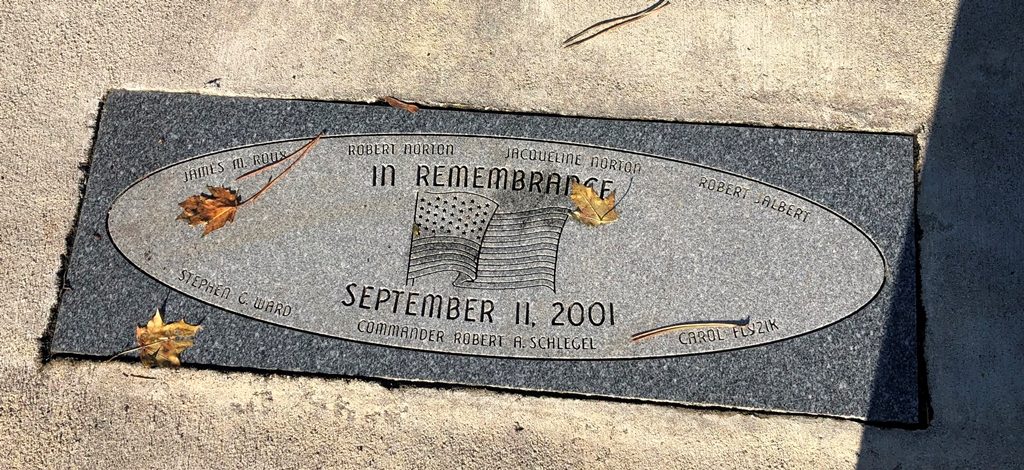 JAMES M. ROUX
ROBERT NORTON
JACQUELINE NORTON
ROBERT JALBERT
IN REMEMBRANCE
SEPTEMBER 11, 2001
STEPHEN G. WARD
COMMANDER ROBERT A. SCHLEGEL
CAROL FLYZIK